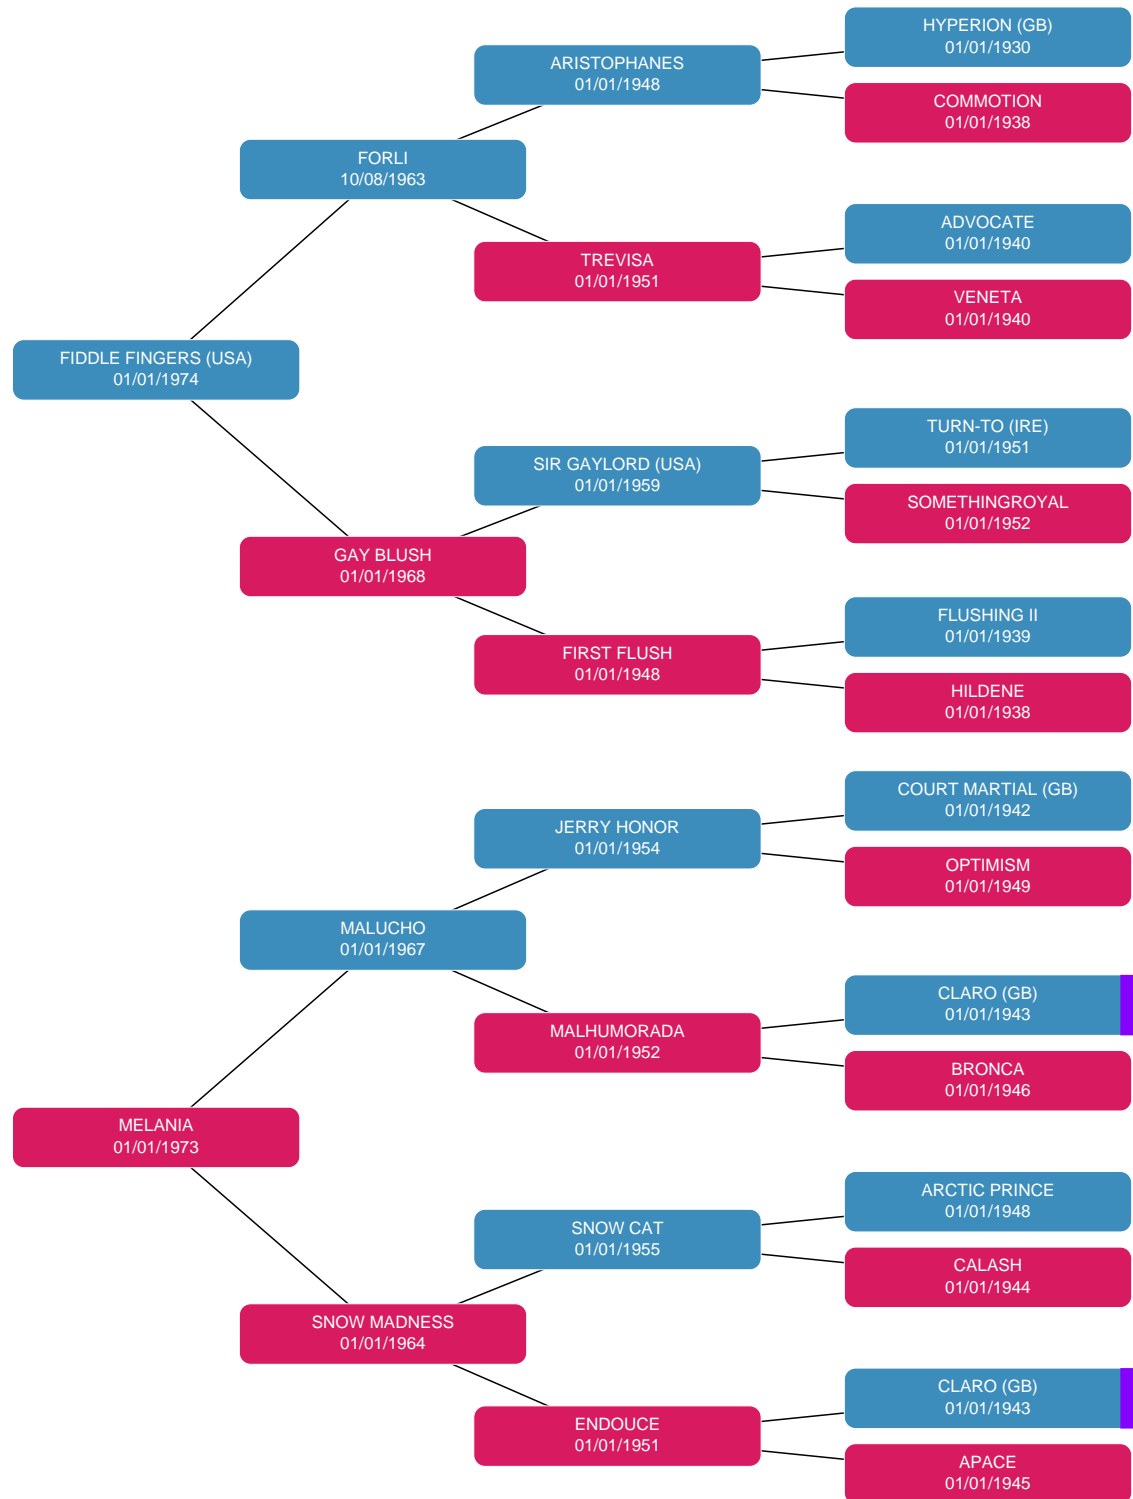 HYPERION (GB)
01/01/1930
ARISTOPHANES
01/01/1948
COMMOTION
01/01/1938
FORLI
10/08/1963
ADVOCATE
01/01/1940
TREVISA
01/01/1951
VENETA
01/01/1940
FIDDLE FINGERS (USA)
01/01/1974
TURN-TO (IRE)
01/01/1951
SIR GAYLORD (USA)
01/01/1959
SOMETHINGROYAL
01/01/1952
GAY BLUSH
01/01/1968
FLUSHING II
01/01/1939
FIRST FLUSH
01/01/1948
HILDENE
01/01/1938
COURT MARTIAL (GB)
01/01/1942
JERRY HONOR
01/01/1954
OPTIMISM
01/01/1949
MALUCHO
01/01/1967
CLARO (GB)
01/01/1943
MALHUMORADA
01/01/1952
BRONCA
01/01/1946
MELANIA
01/01/1973
ARCTIC PRINCE
01/01/1948
SNOW CAT
01/01/1955
CALASH
01/01/1944
SNOW MADNESS
01/01/1964
CLARO (GB)
01/01/1943
ENDOUCE
01/01/1951
APACE
01/01/1945